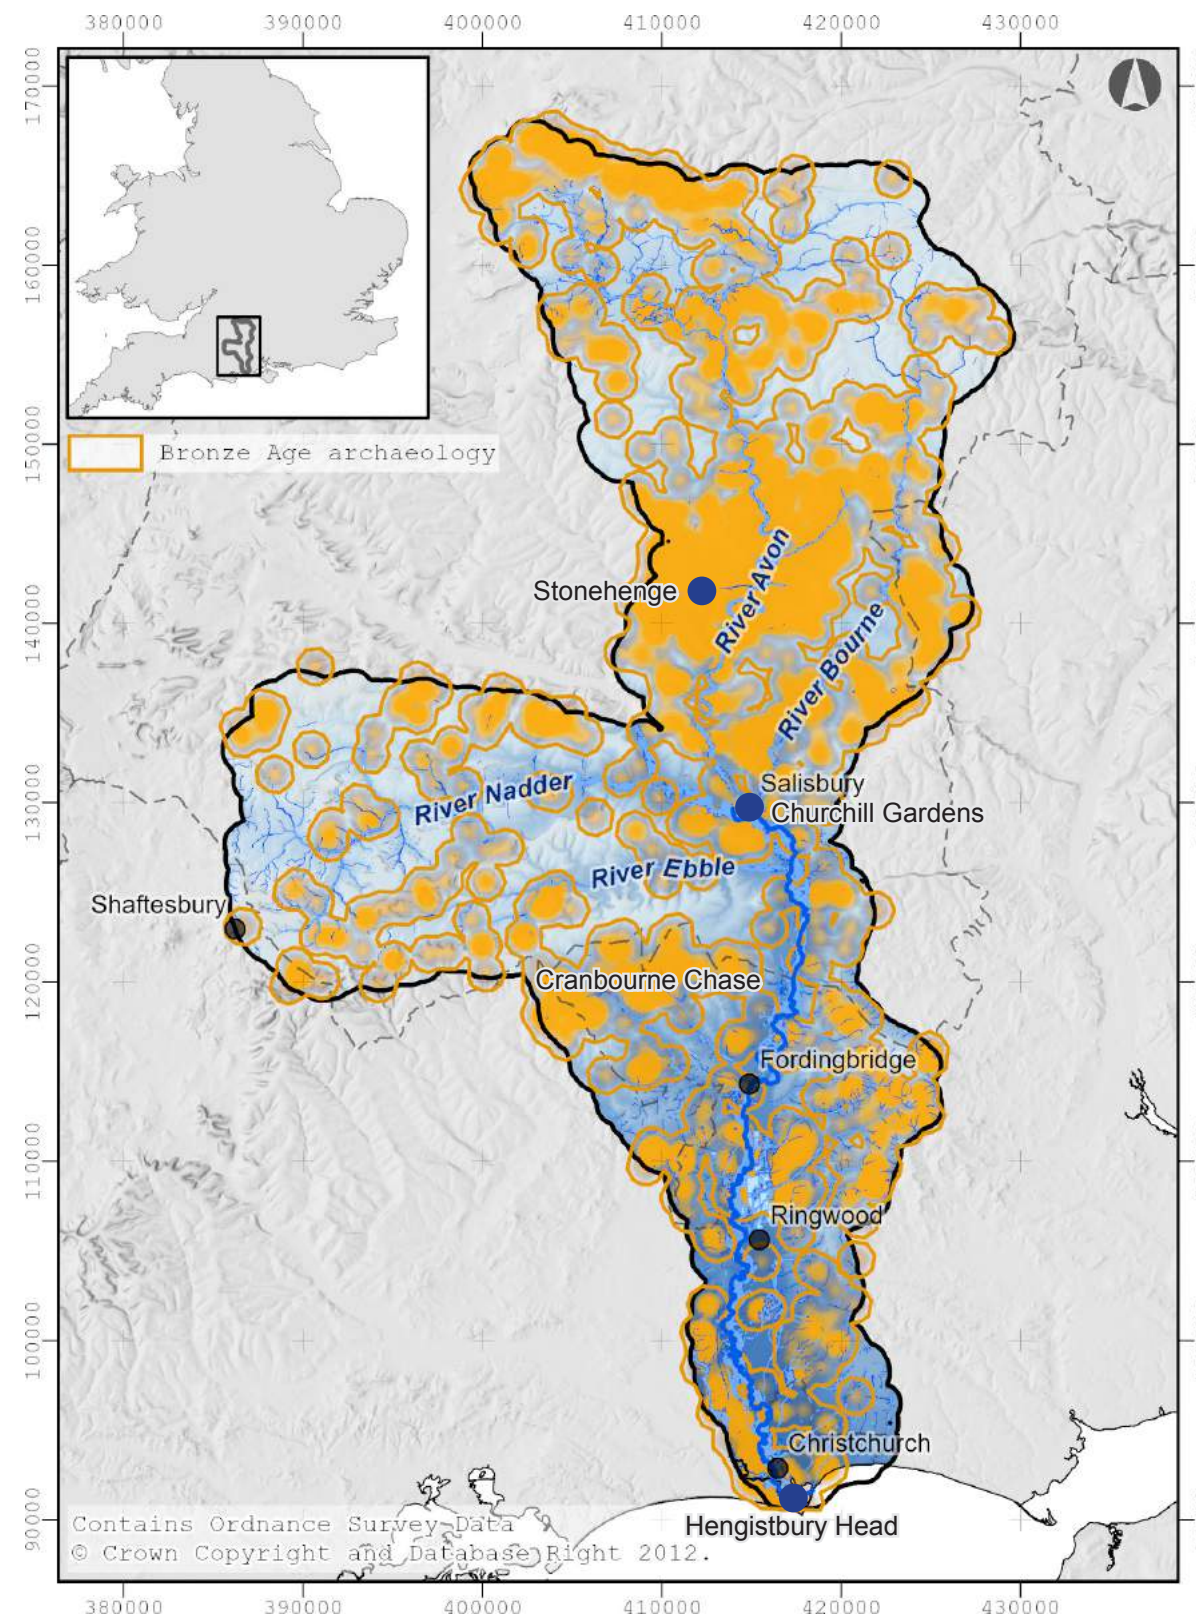 380000 390000 400000 410000 420000 430000
170000
160000
150000
140000
130000
120000
110000
100000
90000
Bronze Age archaeology
Stonehenge
River Avon
River Bourne
Salisbury
Churchill Gardens
River Nadder
River Ebble
Shaftesbury
Cranbourne Chase
Fordingbridge
Ringwood
Christchurch
Hengistbury Head
Contains Ordnance Survey Data
© Crown Copyright and Database Right 2012.
380000 390000 400000 410000 420000 430000